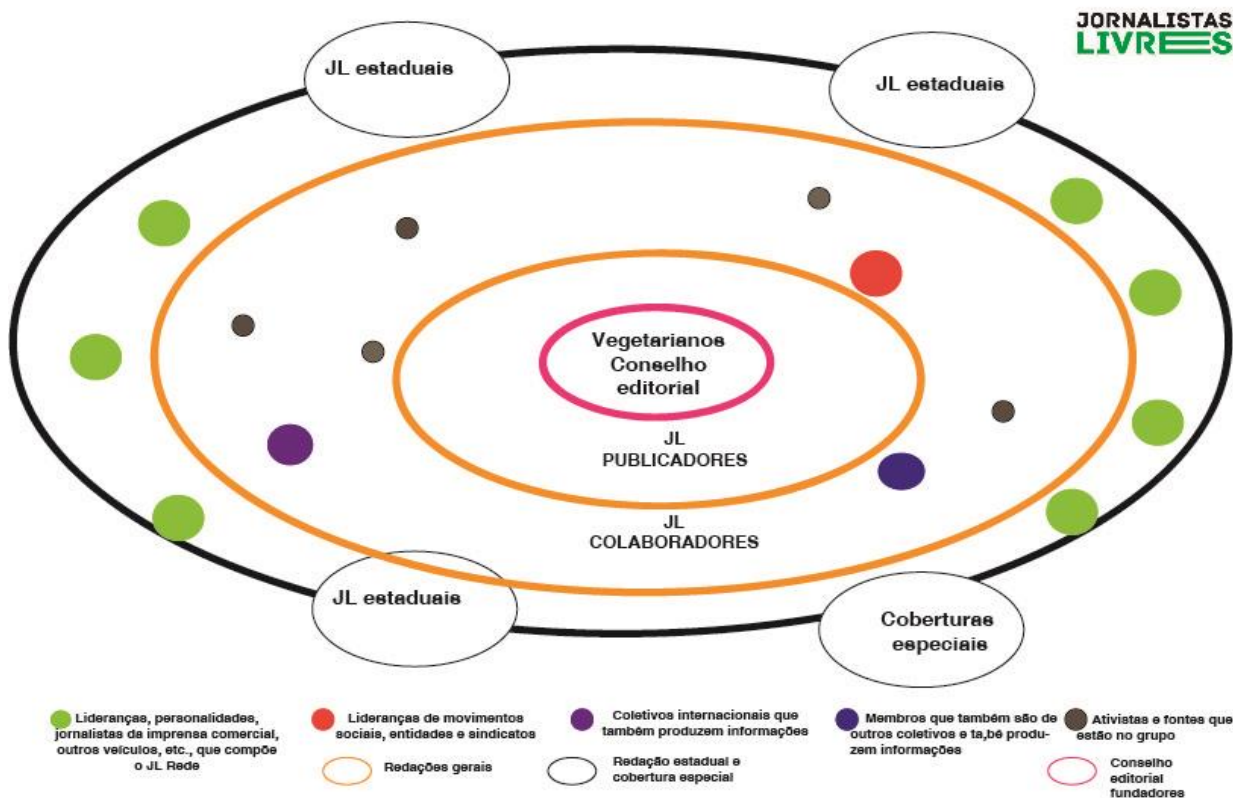 JORNALISTAS
LIVRES
JL estaduais
JL estaduais
Vegetarianos
Conselho
editorial
JL
PUBLICADORES
JL
COLABORADORES
JL estaduais
Coberturas
especiais
Lideranças, personalidades,
jornalistas da imprensa comercial,
outros veículos, etc., que compõe
o JL Rede
Lideranças de movimentos
sociais, entidades e sindicatos
Coletivos internacionais que
também produzem informações
Membros que também são de
outros coletivos e ta,bé produ-
zem informações
Ativistas e fontes que
estão no grupo
Redações gerais
Redação estadual e
cobertura especial
Conselho
editorial
fundadores